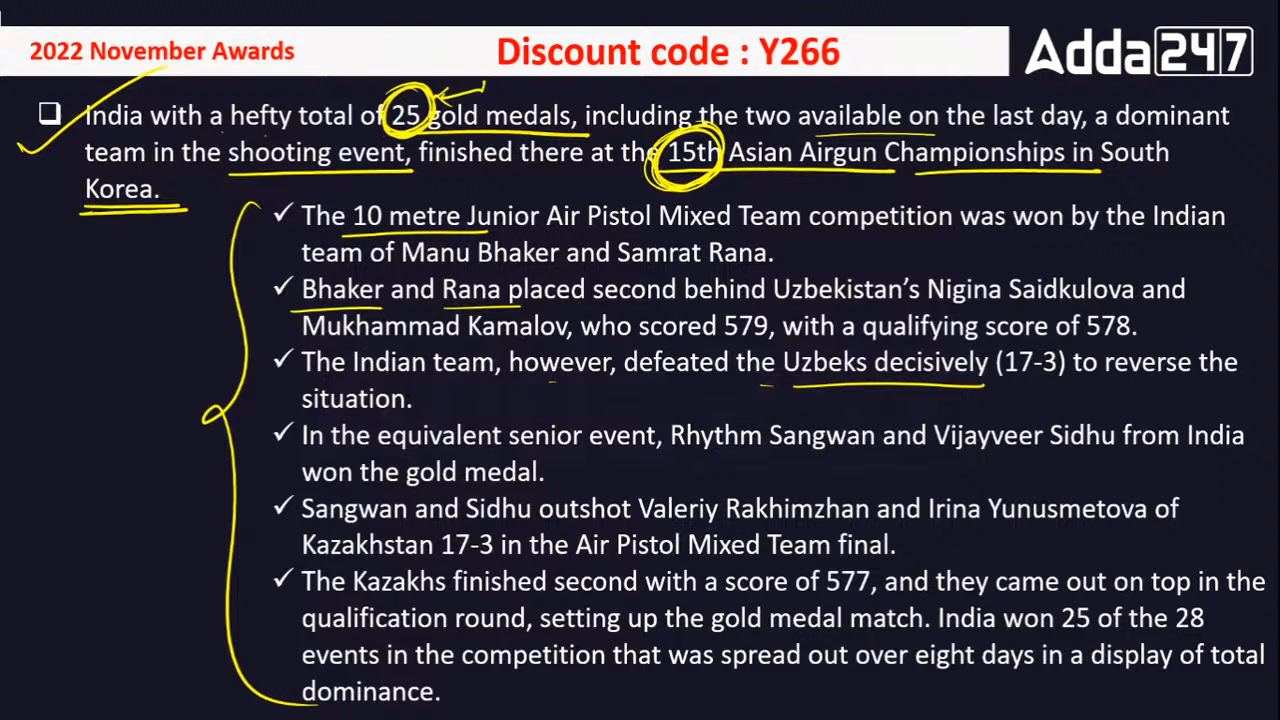 2022 November Awards
Discount code : Y266
Adda247
India with a hefty total of 25 gold medals, including the two available on the last day, a dominant
team in the shooting event, finished there at the 15th Asian Airgun Championships in South
Korea.
✓ The 10 metre Junior Air Pistol Mixed Team competition was won by the Indian
team of Manu Bhaker and Samrat Rana.
✓ Bhaker and Rana placed second behind Uzbekistan’s Nigina Saidkulova and
Mukhammad Kamalov, who scored 579, with a qualifying score of 578.
✓ The Indian team, however, defeated the Uzbeks decisively (17-3) to reverse the
situation.
✓ In the equivalent senior event, Rhythm Sangwan and Vijayveer Sidhu from India
won the gold medal.
✓ Sangwan and Sidhu outshot Valeriy Rakhimzhan and Irina Yunusmetova of
Kazakhstan 17-3 in the Air Pistol Mixed Team final.
✓ The Kazakhs finished second with a score of 577, and they came out on top in the
qualification round, setting up the gold medal match. India won 25 of the 28
events in the competition that was spread out over eight days in a display of total
dominance.